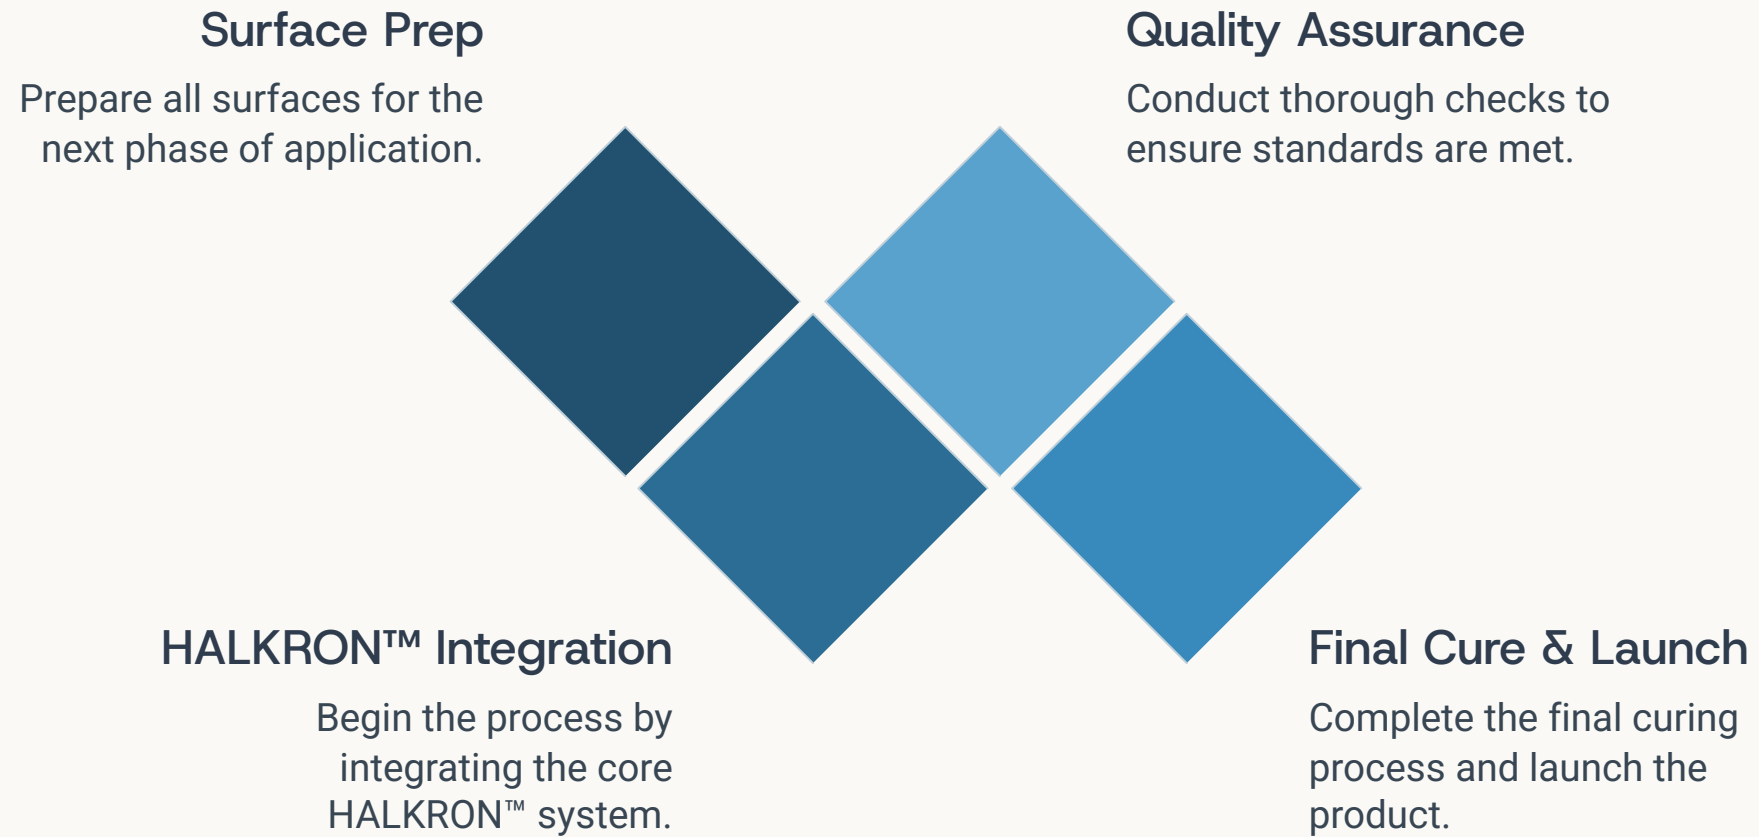 Surface Prep
Prepare all surfaces for the
next phase of application.
Quality Assurance
Conduct thorough checks to
ensure standards are met.
HALKRON™ Integration
Begin the process by
integrating the core
HALKRON™ system.
Final Cure & Launch
Complete the final curing
process and launch the
product.